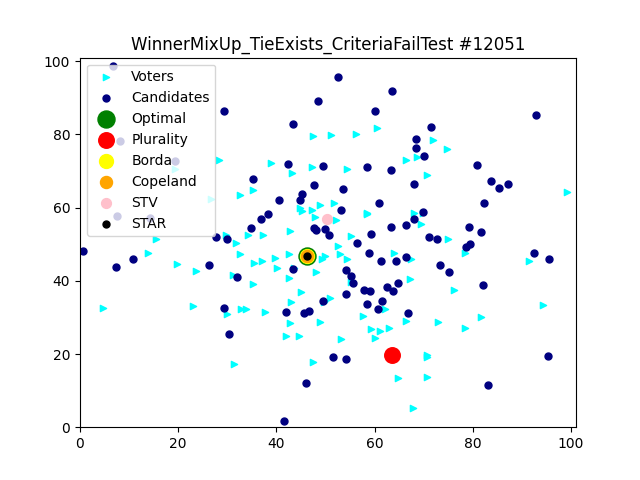 WinnerMixUp_TieExists_CriteriaFailTest #12051
100
80
60
40
20
0
Voters
Candidates
Optimal
Plurality
Borda
Copeland
STV
STAR
0 20 40 60 80 100